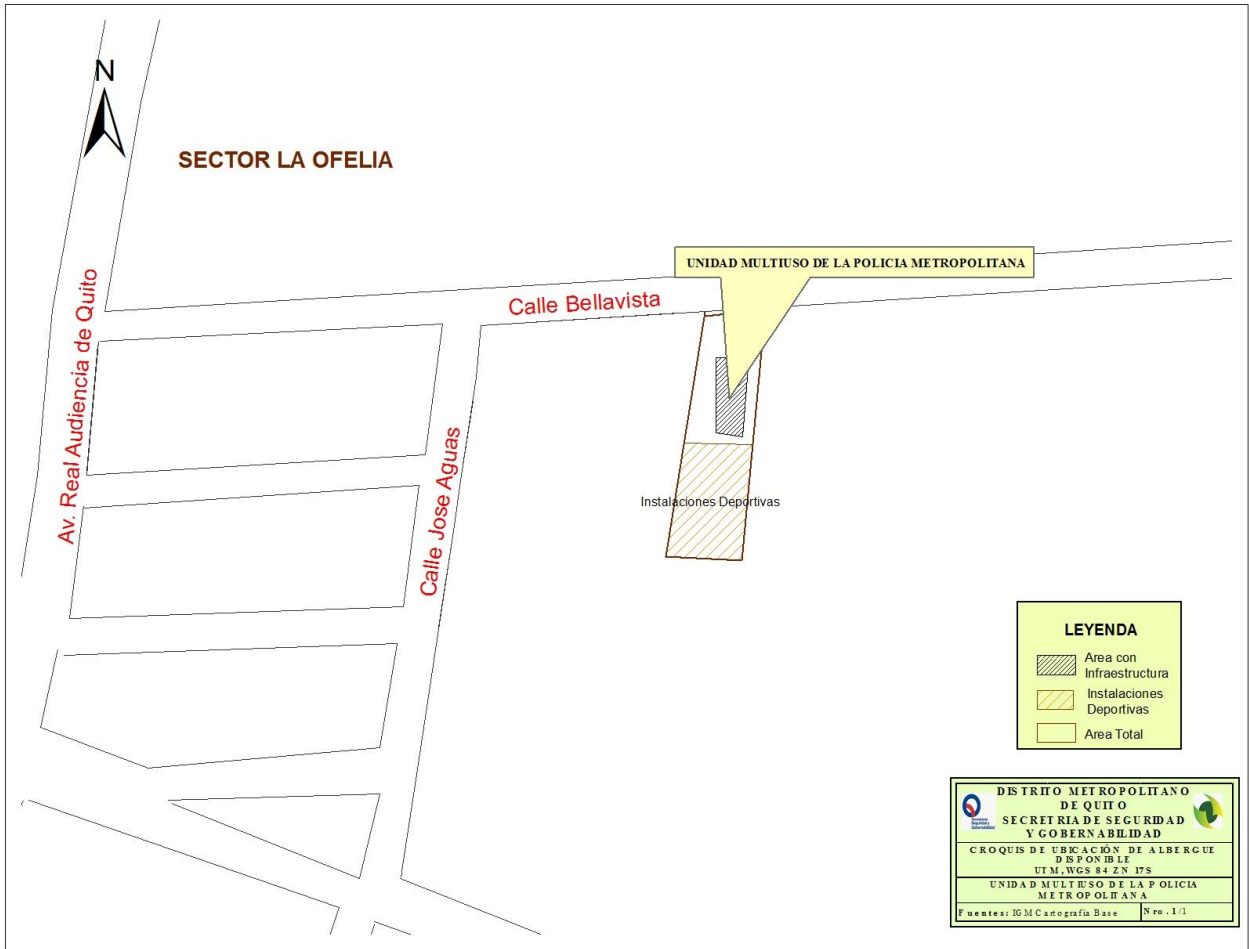 N
SECTOR LA OFELIA
UNIDAD MULTIUSO DE LA POLICIA METROPOLITANA
Calle Bellavista
Av. Real Audiencia de Quito
Calle Jose Aguas
Instalaciones Deportivas
LEYENDA
Area con
Infraestructura
Instalaciones
Deportivas
Area Total
DISTRITO METROPOLITANO
DE QUITO
SECRETRIA DE SEGURIDAD
Y GOBERNABILIDAD
CROQUIS DE UBICACIÓN DE ALBERGUE
DISPONIBLE
UTM, WGS 84 ZN 17S
UNIDAD MULTIUSO DE LA POLICIA
METROPOLITANA
Fuentes: IGM Cartografia Base
Nro. 1/1